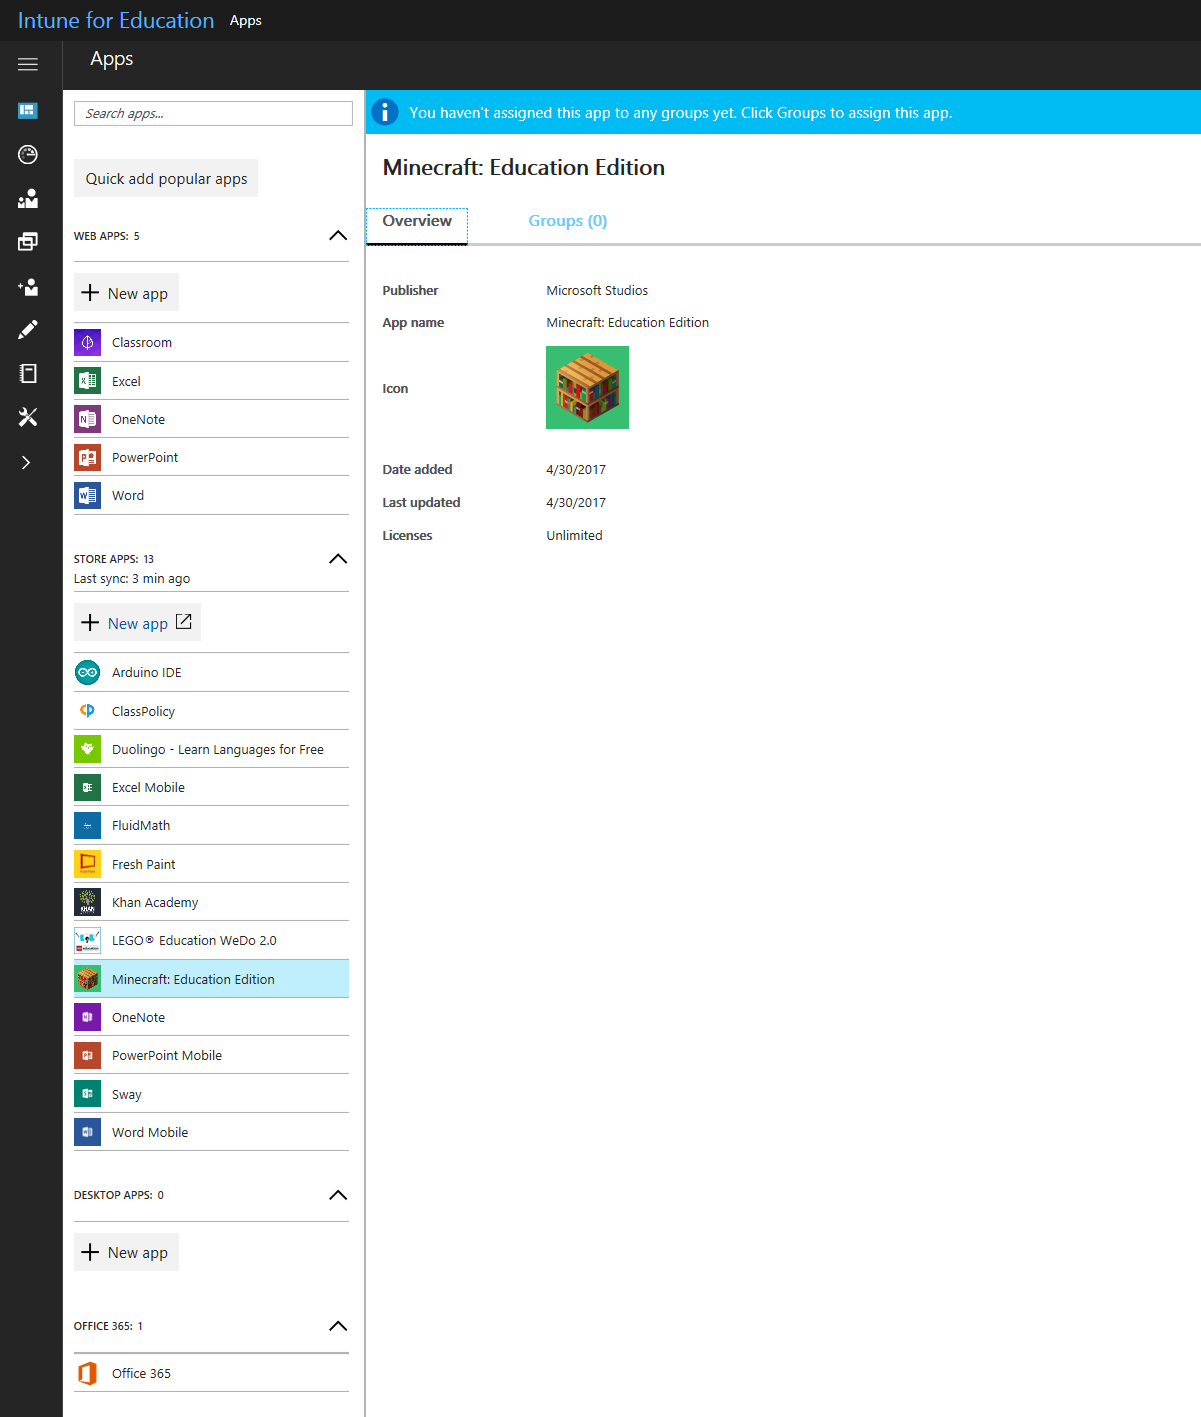 Intune for Education Apps
Apps
Search apps...
Quick add popular apps
WEB APPS: 5
New app
Classroom
Excel
OneNote
PowerPoint
Word
STORE APPS: 13
Last sync: 3 min ago
New app
Arduino IDE
ClassPolicy
Duolingo - Learn Languages for Free
Excel Mobile
FluidMath
Fresh Paint
Khan Academy
LEGO® Education WeDo 2.0
Minecraft: Education Edition
OneNote
PowerPoint Mobile
Sway
Word Mobile
DESKTOP APPS: 0
New app
OFFICE 365: 1
Office 365
You haven't assigned this app to any groups yet. Click Groups to assign this app.
Minecraft: Education Edition
Overview Groups (0)
Publisher Microsoft Studios
App name Minecraft: Education Edition
Icon
Date added 4/30/2017
Last updated 4/30/2017
Licenses Unlimited